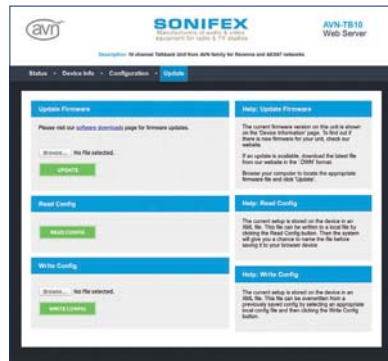 avn
SONIFEX
Manufacturers of audio & video
equipment for radio & TV studios
AVN-TB10
Web Server
Description: 10 channel Talkback Unit from AVN family for Ravenna and AES67 networks
Status • Device Info • Configuration • Update
Update Firmware
Please visit our software downloads page for firmware updates.
Browse... No file selected.
UPDATE
Help: Update Firmware
The current firmware version on this unit is shown
on the 'Device Information' page. To find out if
there is new firmware for your unit, check our
website.
If an update is available, download the latest file
from our website in the '.DWN' format.
Browse your computer to locate the appropriate
firmware file and click 'Update'.
Read Config
READ CONFIG
Help: Read Config
The current setup is stored on the device in an
XML file. This file can be written to a local file by
clicking the Read Config button. Then the system
will give you a chance to name the file before
saving it to your browser device
Write Config
Browse... No file selected.
WRITE CONFIG
Help: Write Config
The current setup is stored on the device in an
XML file. This file can be overwritten from a
previously saved config by selecting an appropriate
local config file and then clicking the Write Config
button.